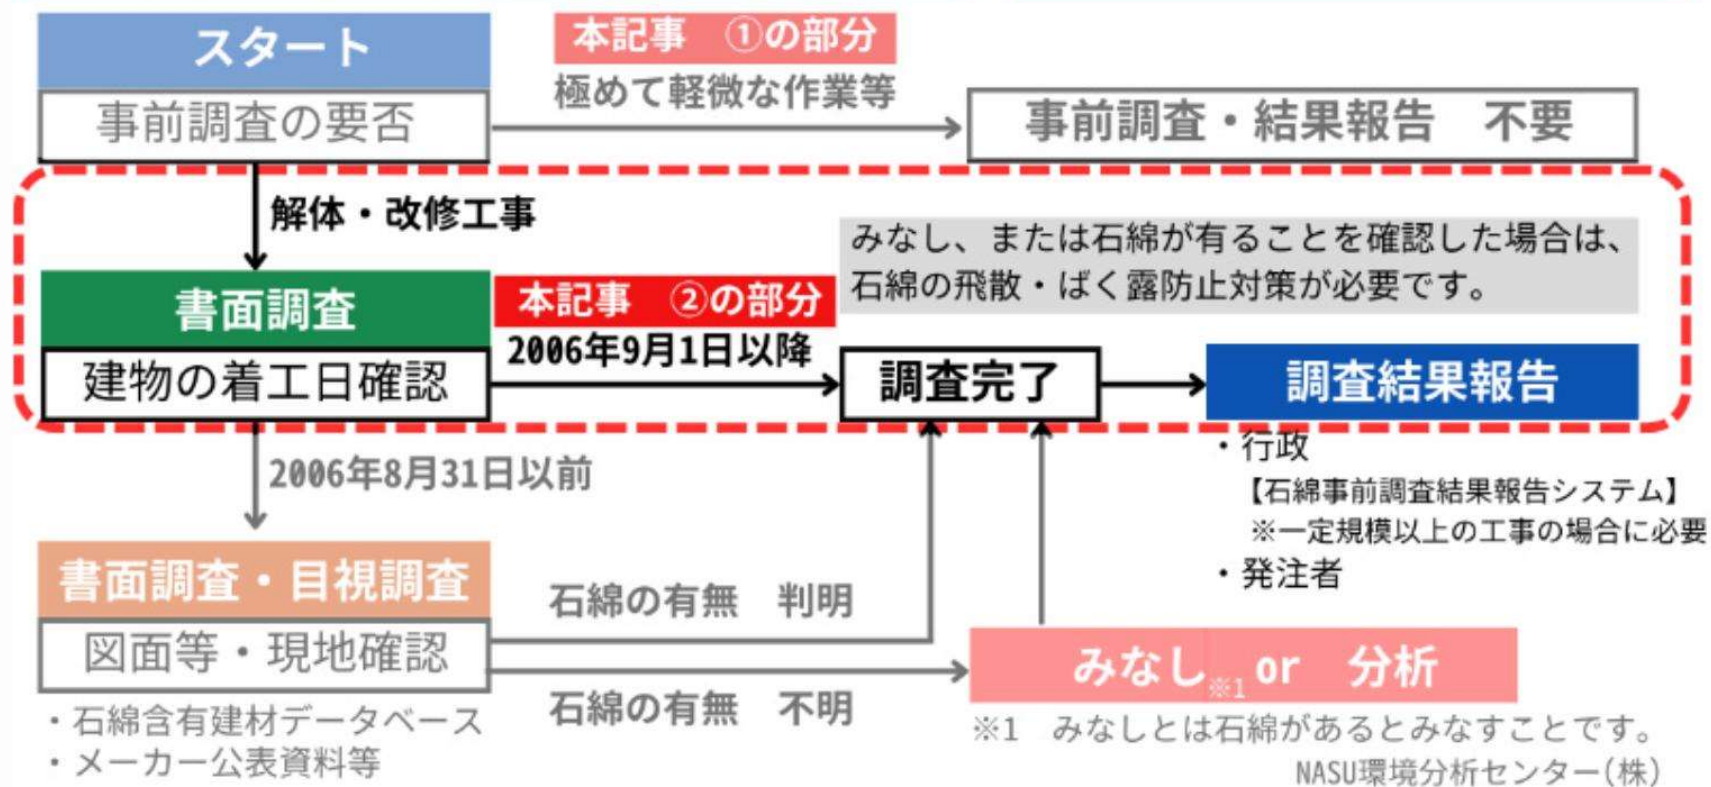 スタート
事前調査の要否
本記事　①の部分
極めて軽微な作業等
事前調査・結果報告　不要
解体・改修工事
書面調査
建物の着工日確認
本記事　②の部分
2006年9月1日以降
みなし、または石綿が有ることを確認した場合は、
石綿の飛散・ばく露防止対策が必要です。
調査完了
調査結果報告
・行政
【石綿事前調査結果報告システム】
※一定規模以上の工事の場合に必要
・発注者
2006年8月31日以前
書面調査・目視調査
図面等・現地確認
・石綿含有建材データベース
・メーカー公表資料等
石綿の有無　判明
石綿の有無　不明
みなし※1 or　分析
※1　みなしとは石綿があるとみなすことです。
NASU環境分析センター(株)